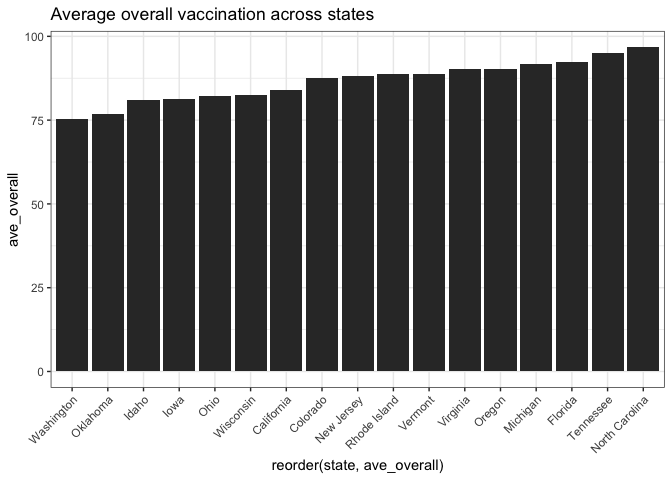 Average overall vaccination across states
100
75
50
25
0
ave_overall
Washington
Oklahoma
Idaho
Iowa
Ohio
Wisconsin
California
Colorado
New Jersey
Rhode Island
Vermont
Virginia
Oregon
Michigan
Florida
Tennessee
North Carolina
reorder(state, ave_overall)